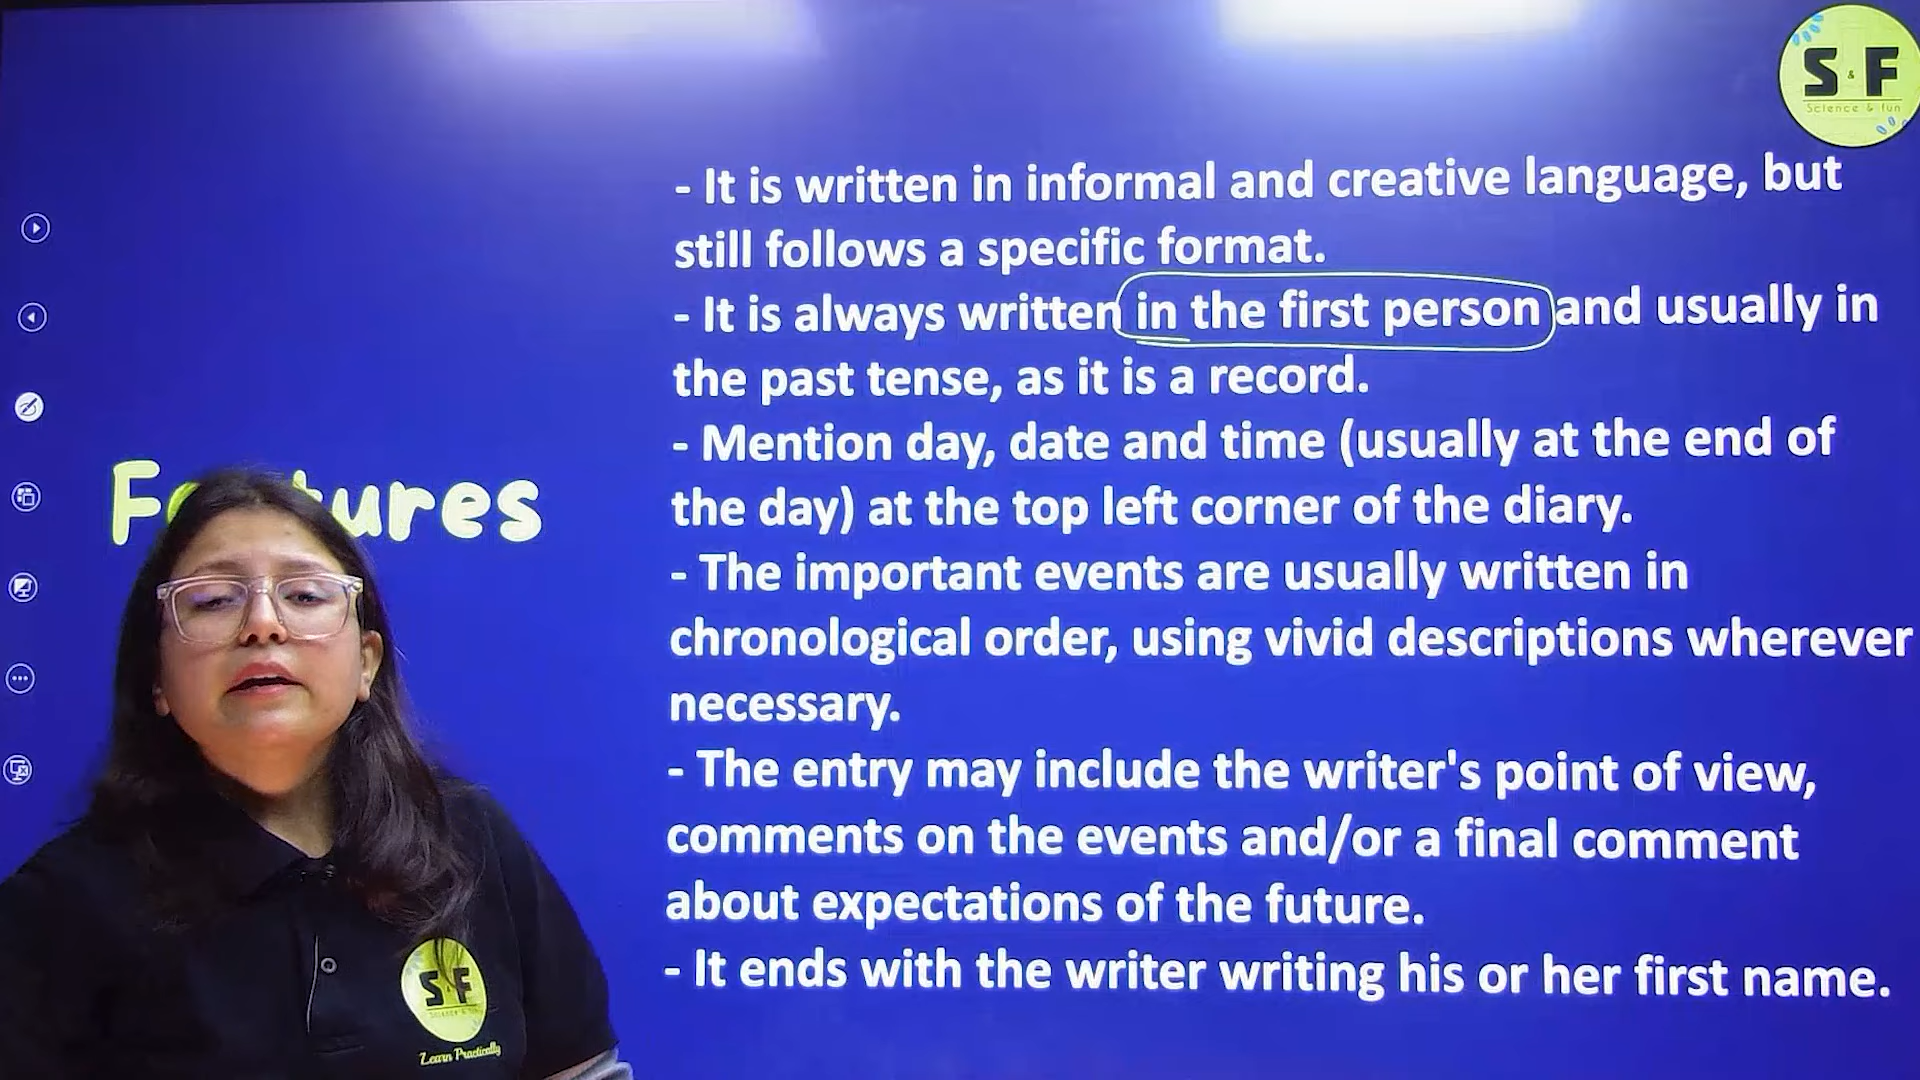 S & F
Science & fun
- It is written in informal and creative language, but
still follows a specific format.
- It is always written in the first person and usually in
the past tense, as it is a record.
- Mention day, date and time (usually at the end of
the day) at the top left corner of the diary.
- The important events are usually written in
chronological order, using vivid descriptions wherever
necessary.
- The entry may include the writer's point of view,
comments on the events and/or a final comment
about expectations of the future.
- It ends with the writer writing his or her first name.
F tures
S F
Learn Practically